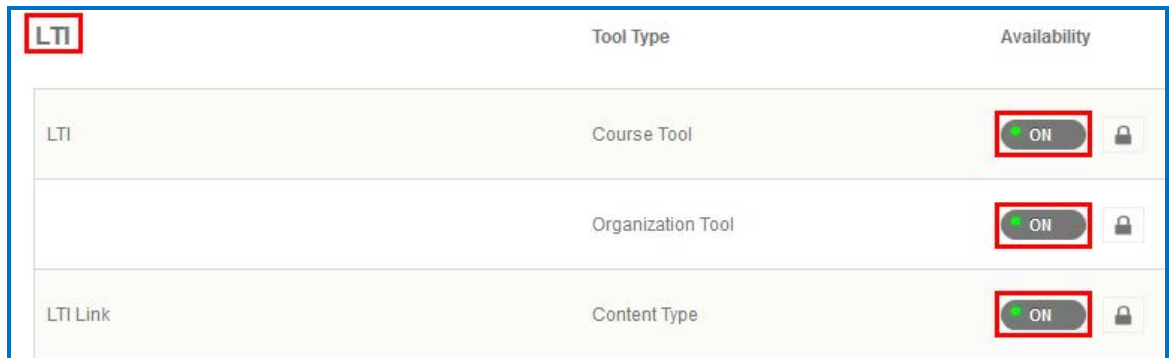 LTI Tool Type Availability
LTI Course Tool ON
Organization Tool ON
LTI Link Content Type ON